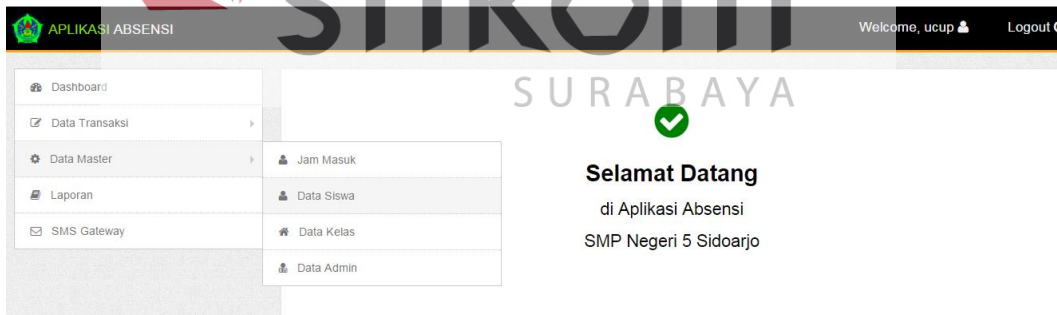 APLIKASI ABSENSI
Welcome, ucup
Logout
stikom
SURABAYA
Dashboard
Data Transaksi
Data Master
Laporan
SMS Gateway
Jam Masuk
Data Siswa
Data Kelas
Data Admin
Selamat Datang
di Aplikasi Absensi
SMP Negeri 5 Sidoarjo